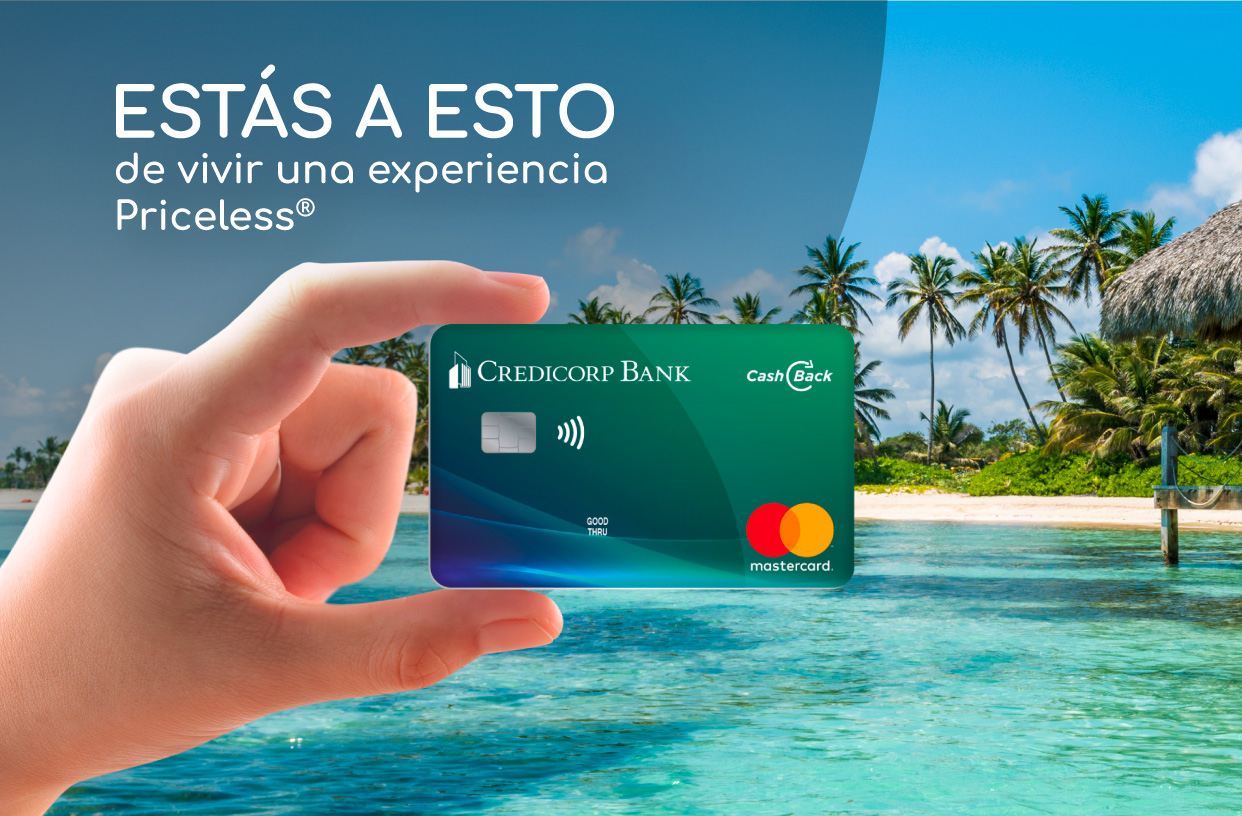 ESTÁS A ESTO
de vivir una experiencia
Priceless®
CREDICORP BANK
Cash Back
GOOD
THRU
mastercard.